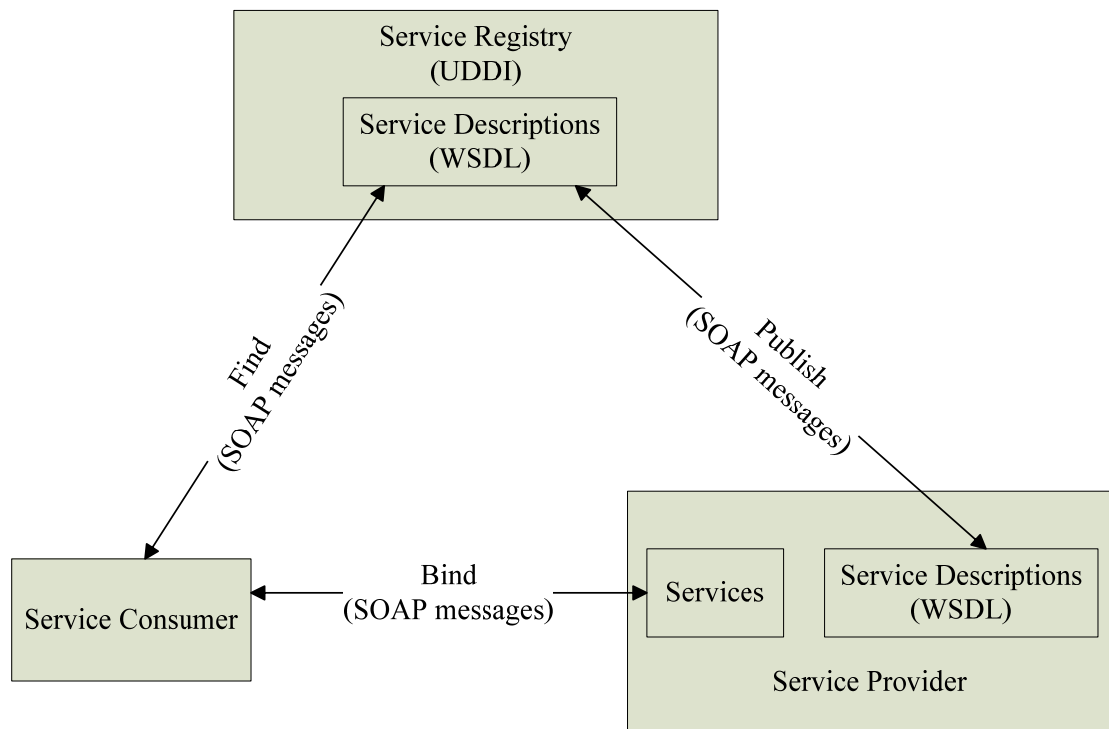 Service Registry
(UDDI)
Service Descriptions
(WSDL)
Find
(SOAP messages)
Publish
(SOAP messages)
Service Consumer
Bind
(SOAP messages)
Services
Service Descriptions
(WSDL)
Service Provider